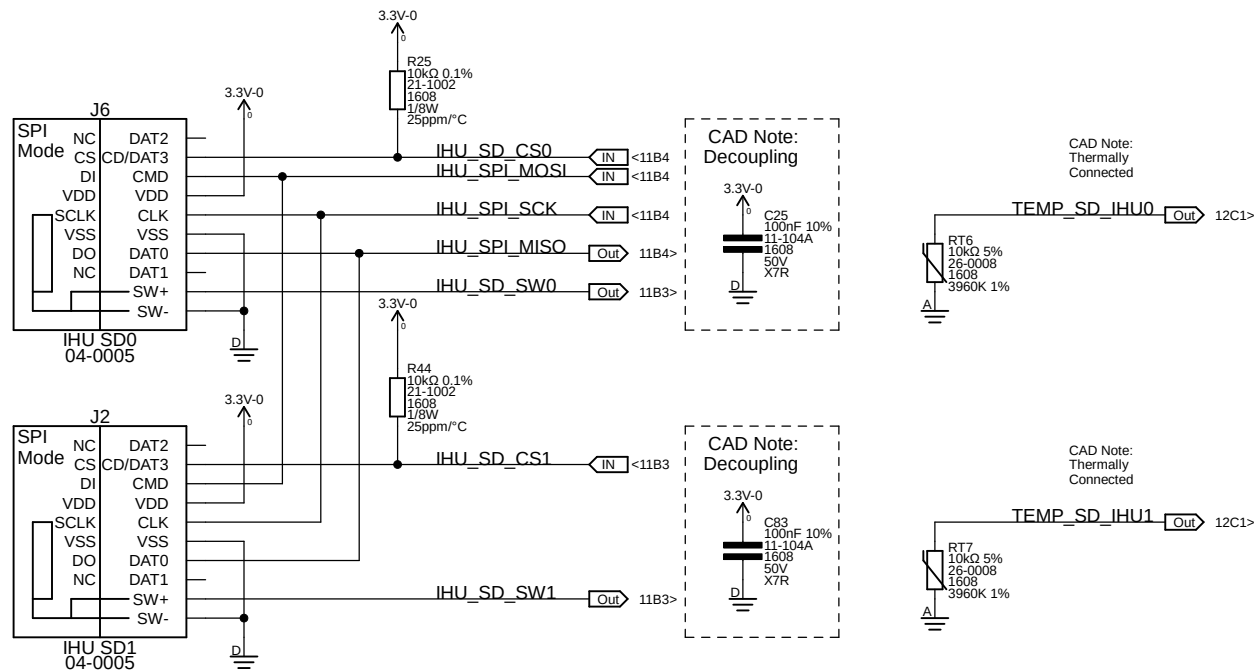 3.3V-0
0
R25
10kΩ 0.1%
21-1002
1608
1/8W
25ppm/°C
3.3V-0
0
J6
SPI
Mode
NC DAT2
CS CD/DAT3
DI CMD
VDD VDD
SCLK CLK
VSS VSS
DO DAT0
NC DAT1
SW+
SW-
IHU SD0
04-0005
D
IHU_SD_CS0 IN <11B4
IHU_SPI_MOSI IN <11B4
IHU_SPI_SCK IN <11B4
IHU_SPI_MISO Out 11B4>
IHU_SD_SW0 Out 11B3>
CAD Note:
Decoupling
3.3V-0
0
C25
100nF 10%
11-104A
1608
50V
X7R
D
CAD Note:
Thermally
Connected
TEMP_SD_IHU0 Out 12C1>
RT6
10kΩ 5%
26-0008
1608
3960K 1%
A
3.3V-0
0
R44
10kΩ 0.1%
21-1002
1608
1/8W
25ppm/°C
3.3V-0
0
J2
SPI
Mode
NC DAT2
CS CD/DAT3
DI CMD
VDD VDD
SCLK CLK
VSS VSS
DO DAT0
NC DAT1
SW+
SW-
IHU SD1
04-0005
D
IHU_SD_CS1 IN <11B3
IHU_SD_SW1 Out 11B3>
CAD Note:
Decoupling
3.3V-0
0
C83
100nF 10%
11-104A
1608
50V
X7R
D
CAD Note:
Thermally
Connected
TEMP_SD_IHU1 Out 12C1>
RT7
10kΩ 5%
26-0008
1608
3960K 1%
A